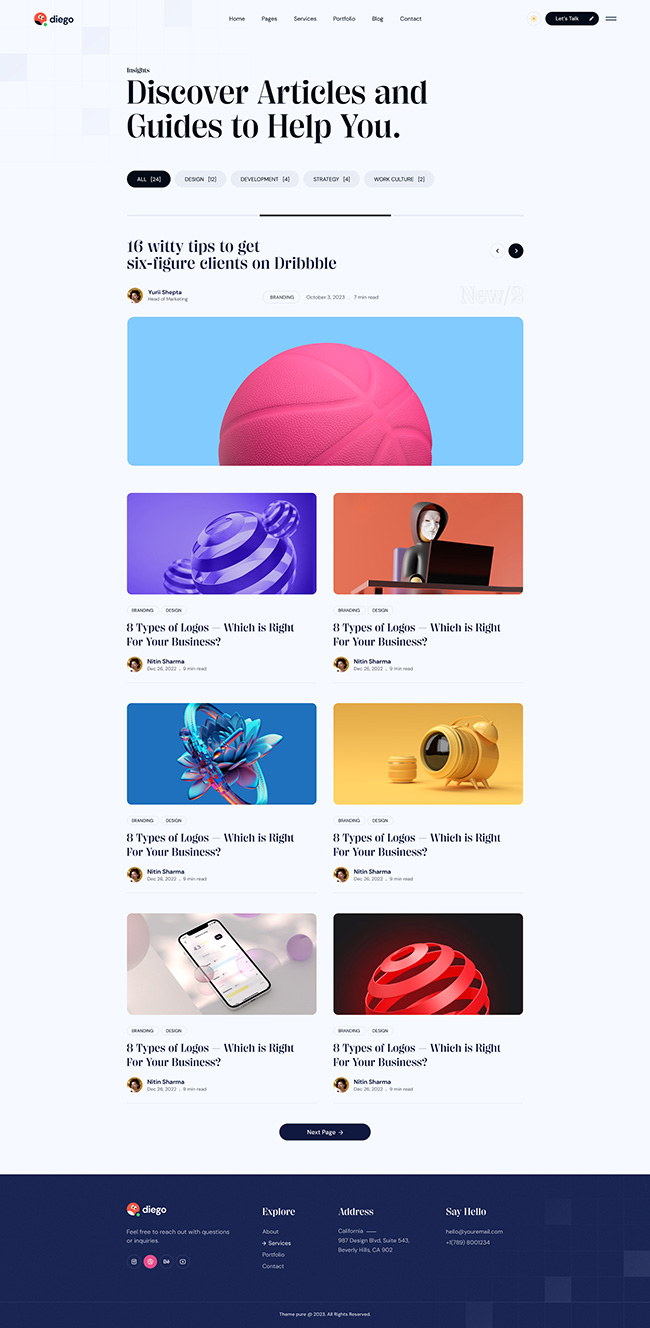 diego
Home Pages Services Portfolio Blog Contact
Let's Talk
Insights
Discover Articles and
Guides to Help You.
ALL [24] DESIGN [12] DEVELOPMENT [4] STRATEGY [4] WORK CULTURE [2]
16 witty tips to get
six-figure clients on Dribbble
Yurii Shepta
Head of Marketing
BRANDING October 3, 2023 . 7 min read
New/2
BRANDING DESIGN
8 Types of Logos — Which is Right
For Your Business?
Nitin Sharma
Dec 26, 2022 . 9 min read
BRANDING DESIGN
8 Types of Logos — Which is Right
For Your Business?
Nitin Sharma
Dec 26, 2022 . 9 min read
BRANDING DESIGN
8 Types of Logos — Which is Right
For Your Business?
Nitin Sharma
Dec 26, 2022 . 9 min read
BRANDING DESIGN
8 Types of Logos — Which is Right
For Your Business?
Nitin Sharma
Dec 26, 2022 . 9 min read
4.3
BRANDING DESIGN
8 Types of Logos — Which is Right
For Your Business?
Nitin Sharma
Dec 26, 2022 . 9 min read
BRANDING DESIGN
8 Types of Logos — Which is Right
For Your Business?
Nitin Sharma
Dec 26, 2022 . 9 min read
Next Page →
diego
Feel free to reach out with questions
or inquiries.
Bē
Explore
About
→ Services
Portfolio
Contact
Address
California —
987 Design Blvd, Suite 543,
Beverly Hills, CA 902
Say Hello
hello@youremail.com
+1(789) 8001234
Theme pure @ 2023, All Rights Reserved.